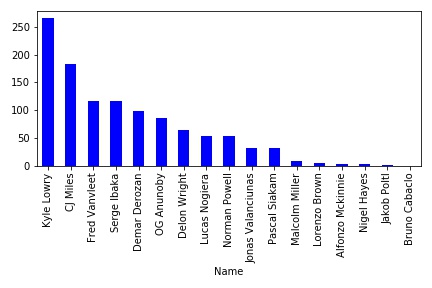 250
200
150
100
50
0
Kyle Lowry
CJ Miles
Fred Vanvleet
Serge Ibaka
Demar Derozan
OG Anunoby
Delon Wright
Lucas Nogiera
Norman Powell
Jonas Valanciunas
Pascal Siakam
Malcolm Miller
Lorenzo Brown
Alfonzo Mckinnie
Nigel Hayes
Jakob Poltl
Bruno Cabaclo
Name